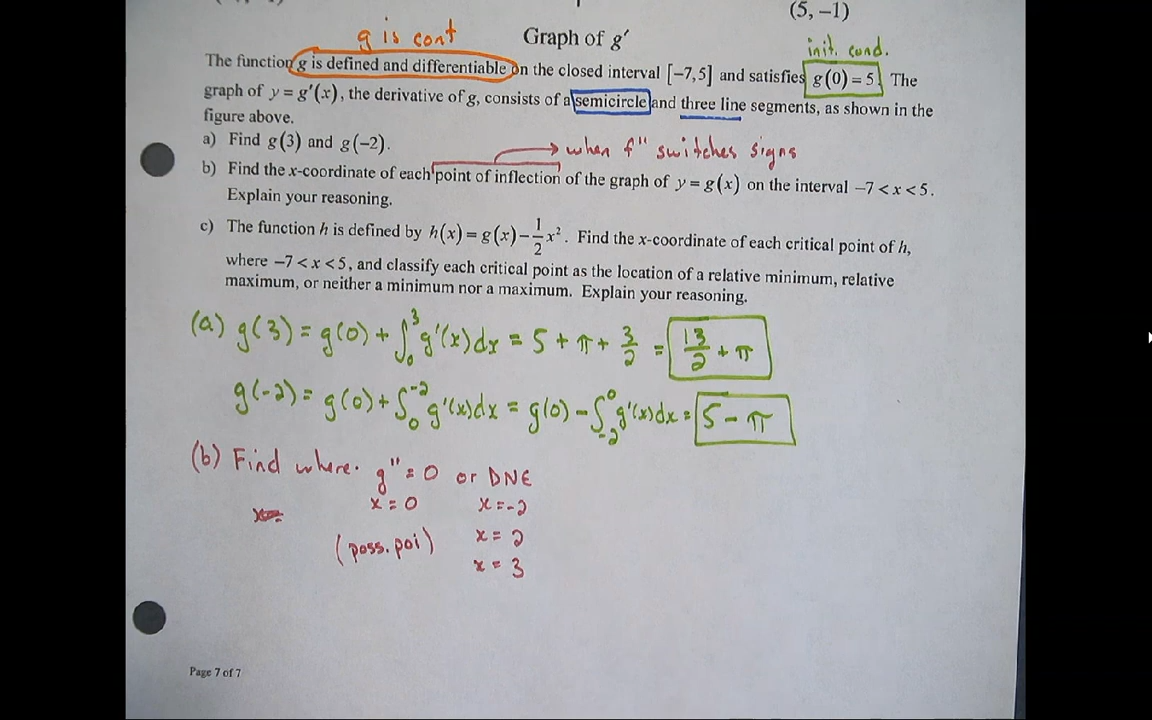 (5, −1)
g is cont
Graph of g′
init. cond.
The function g is defined and differentiable on the closed interval [−7,5] and satisfies g(0) = 5. The
graph of y = g′(x), the derivative of g, consists of a semicircle and three line segments, as shown in the
figure above.
a) Find g(3) and g(−2).
when f" switches signs
b) Find the x-coordinate of each point of inflection of the graph of y = g(x) on the interval −7 < x < 5.
Explain your reasoning.
c) The function h is defined by h(x) = g(x) − 1/2 x². Find the x-coordinate of each critical point of h,
where −7 < x < 5, and classify each critical point as the location of a relative minimum, relative
maximum, or neither a minimum nor a maximum. Explain your reasoning.
(a) g(3) = g(0) + ∫₀³ g'(x)dx = 5 + π + 3/2 = 13/2 + π
g(-2) = g(0) + ∫₀⁻² g'(x)dx = g(0) - ∫₋₂⁰ g'(x)dx = 5 - π
(b) Find where g" = 0 or DNE
x = 0 x = -2
(poss. poi) x = 2
x = 3
Page 7 of 7